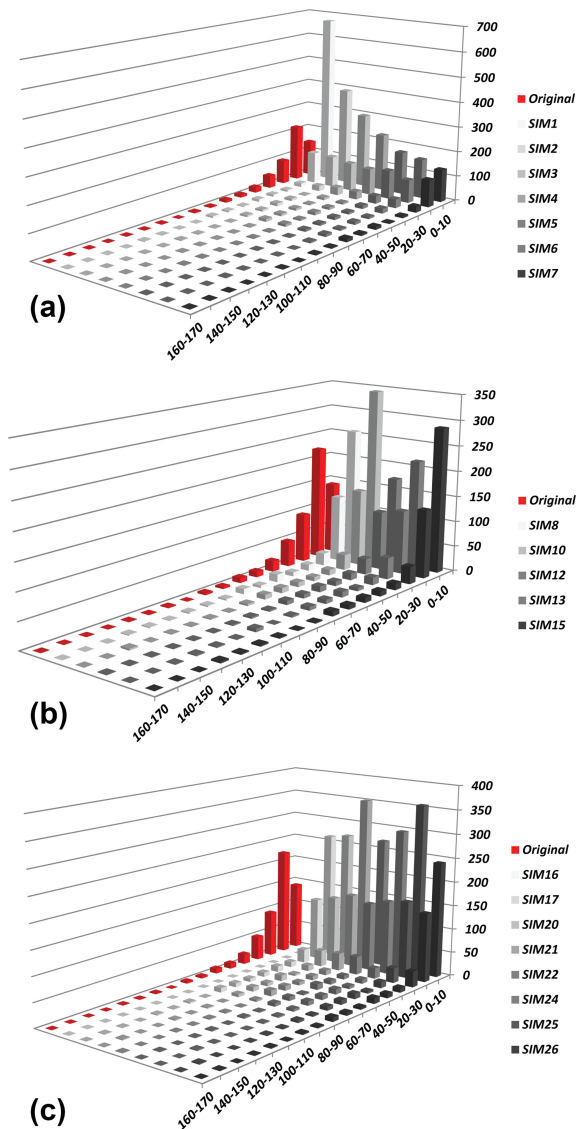 700
600
500
400
300
200
100
0
0-10
20-30
40-50
60-70
80-90
100-110
120-130
140-150
160-170
Original
SIM1
SIM2
SIM3
SIM4
SIM5
SIM6
SIM7
(a)
350
300
250
200
150
100
50
0
0-10
20-30
40-50
60-70
80-90
100-110
120-130
140-150
160-170
Original
SIM8
SIM10
SIM12
SIM13
SIM15
(b)
400
350
300
250
200
150
100
50
0
0-10
20-30
40-50
60-70
80-90
100-110
120-130
140-150
160-170
Original
SIM16
SIM17
SIM20
SIM21
SIM22
SIM24
SIM25
SIM26
(c)